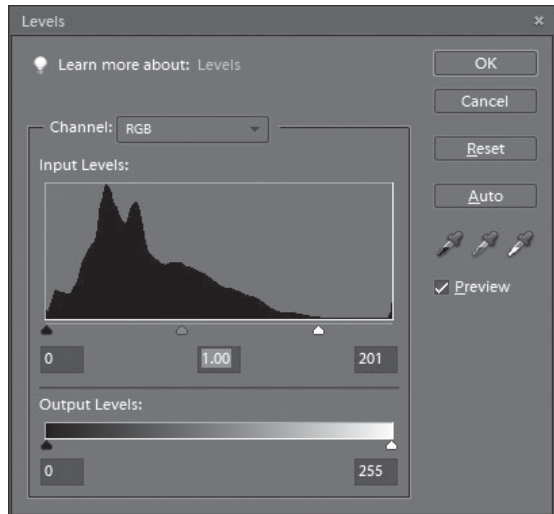 Levels
Learn more about: Levels
OK
Cancel
Reset
Auto
Preview
Channel: RGB
Input Levels:
0 1.00 201
Output Levels:
0 255